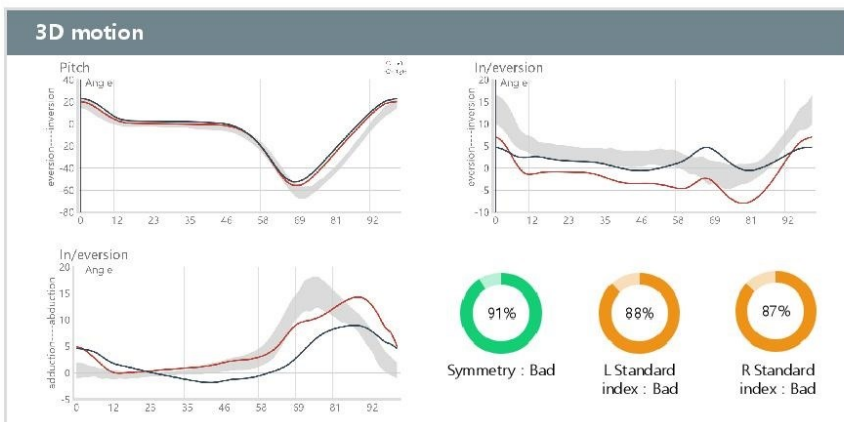 3D motion
Pitch
Angle
eversion----inversion
40
20
0
-20
-40
-60
-80
0 12 23 35 46 58 69 81 92
In/eversion
Angle
eversion----inversion
20
15
10
5
0
5
-10
0 12 23 35 46 58 69 81 92
In/eversion
Angle
adduction----abduction
20
15
10
5
0
-5
0 12 25 35 46 58 69 81 92
91%
Symmetry : Bad
88%
L Standard
index : Bad
87%
R Standard
index : Bad